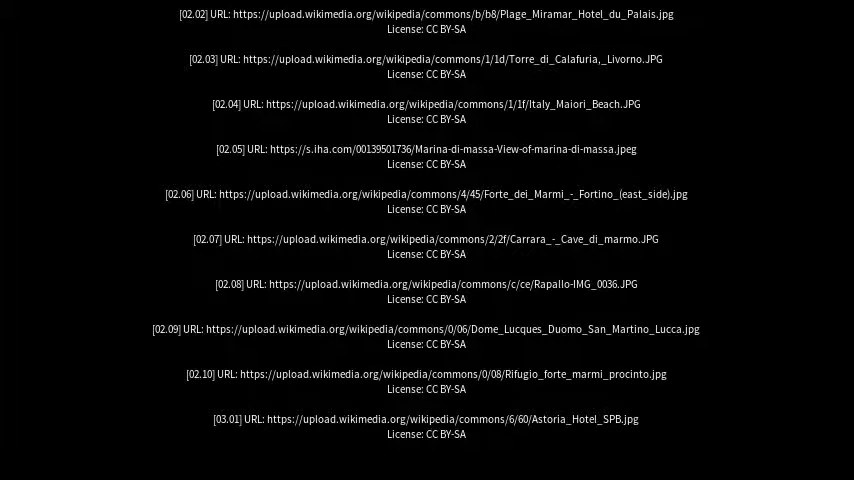 [02.02] URL: https://upload.wikimedia.org/wikipedia/commons/b/b8/Plage_Miramar_Hotel_du_Palais.jpg
License: CC BY-SA
[02.03] URL: https://upload.wikimedia.org/wikipedia/commons/1/1d/Torre_di_Calafuria,_Livorno.JPG
License: CC BY-SA
[02.04] URL: https://upload.wikimedia.org/wikipedia/commons/1/1f/Italy_Maiori_Beach.JPG
License: CC BY-SA
[02.05] URL: https://s.iha.com/00139501736/Marina-di-massa-View-of-marina-di-massa.jpeg
License: CC BY-SA
[02.06] URL: https://upload.wikimedia.org/wikipedia/commons/4/45/Forte_dei_Marmi_-_Fortino_(east_side).jpg
License: CC BY-SA
[02.07] URL: https://upload.wikimedia.org/wikipedia/commons/2/2f/Carrara_-_Cave_di_marmo.JPG
License: CC BY-SA
[02.08] URL: https://upload.wikimedia.org/wikipedia/commons/c/ce/Rapallo-IMG_0036.JPG
License: CC BY-SA
[02.09] URL: https://upload.wikimedia.org/wikipedia/commons/0/06/Dome_Lucques_Duomo_San_Martino_Lucca.jpg
License: CC BY-SA
[02.10] URL: https://upload.wikimedia.org/wikipedia/commons/0/08/Rifugio_forte_marmi_procinto.jpg
License: CC BY-SA
[03.01] URL: https://upload.wikimedia.org/wikipedia/commons/6/60/Astoria_Hotel_SPB.jpg
License: CC BY-SA